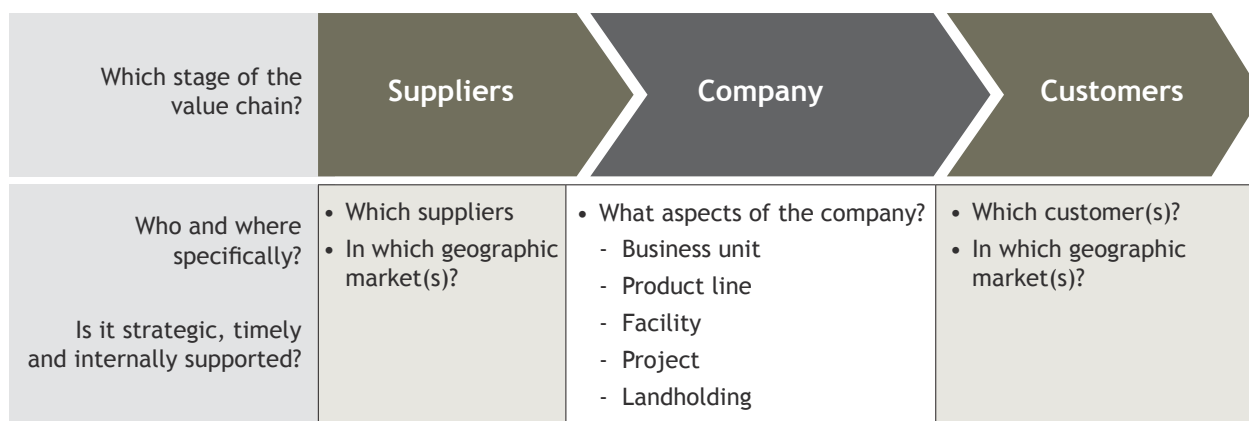 Which stage of the
value chain?
Suppliers
Company
Customers
Who and where
specifically?
Is it strategic, timely
and internally supported?
• Which suppliers
• In which geographic
market(s)?
• What aspects of the company?
- Business unit
- Product line
- Facility
- Project
- Landholding
• Which customer(s)?
• In which geographic
market(s)?